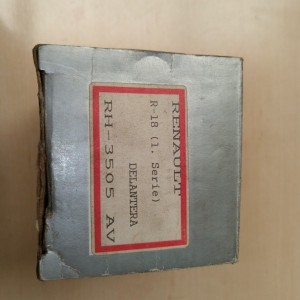 RENAULT
R-18 (1. Serie)
DELANTERA
RH-3505 AV